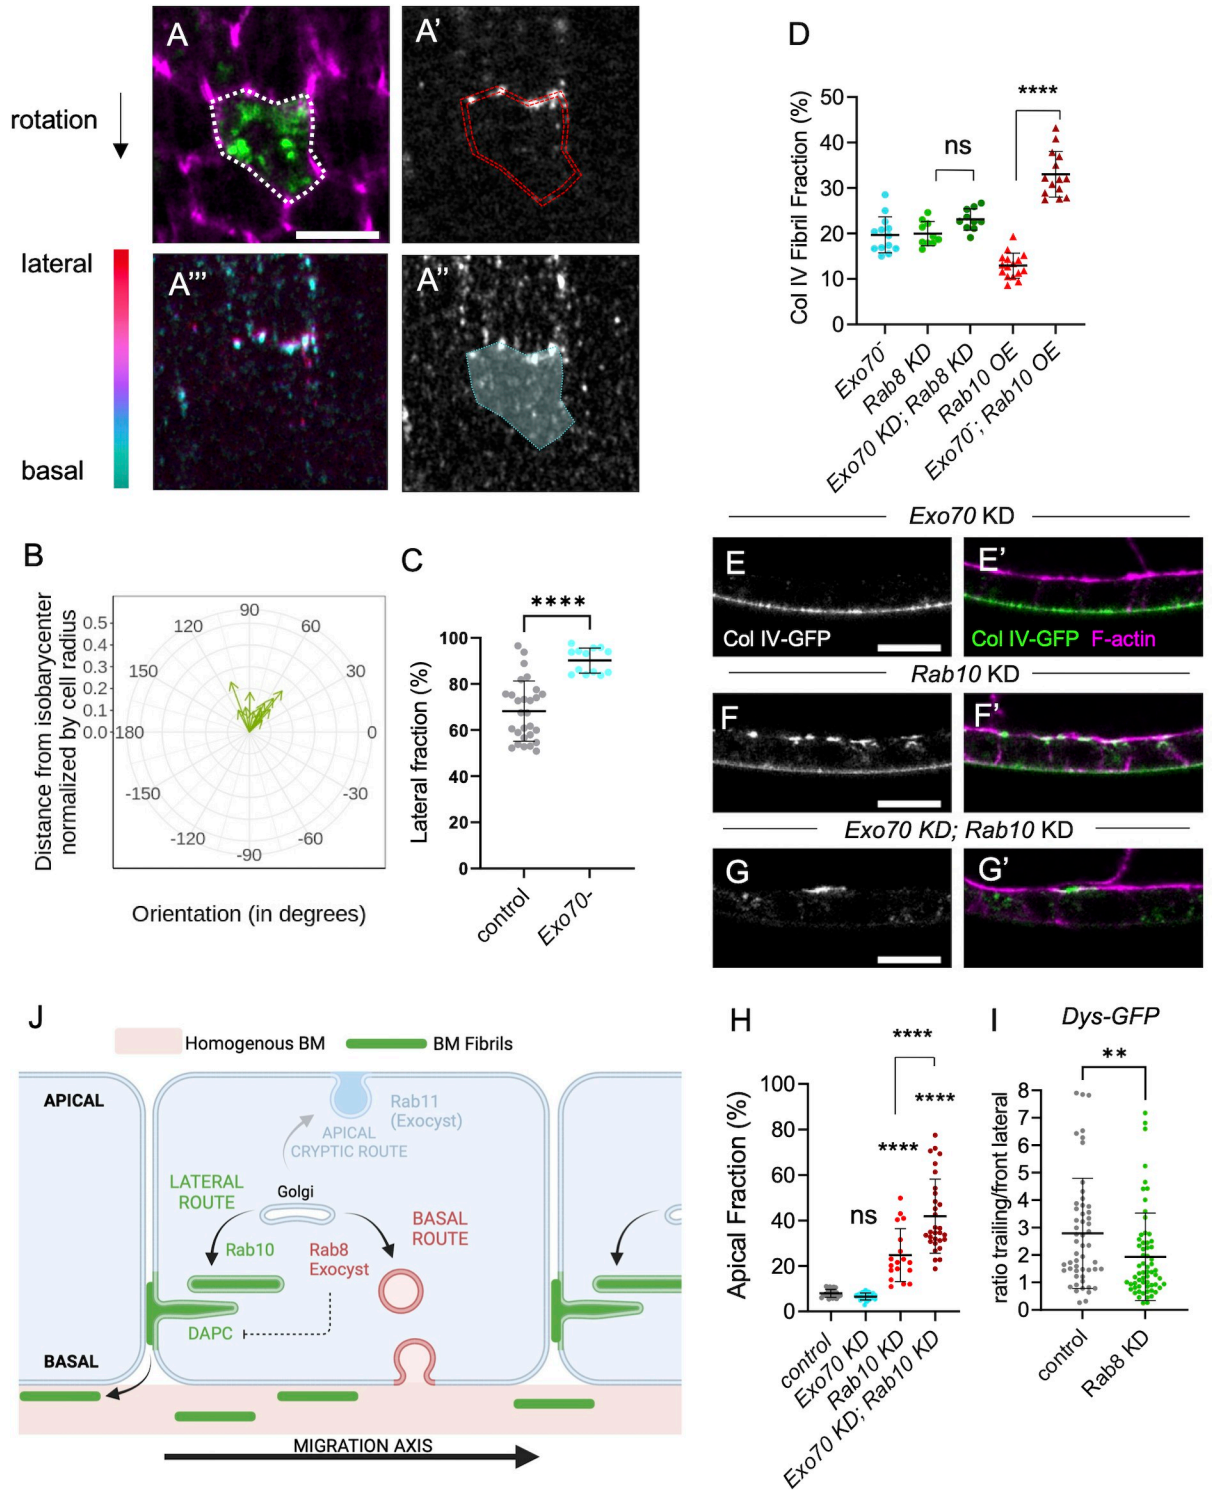 A
A'
rotation
lateral
basal
A'''
A''
D
Col IV Fibril Fraction (%)
50
40
30
20
10
0
ns
****
Exo70-
Rab8 KD
Exo70 KD; Rab8 KD
Rab10 OE
Exo70-; Rab10 OE
B
Distance from isobarycenter
normalized by cell radius
0.5
0.4
0.3
0.2
0.1
0.0
90
120
60
150
30
180
0
-150
-30
-120
-60
-90
Orientation (in degrees)
C
****
Lateral fraction (%)
100
80
60
40
20
0
control
Exo70-
Exo70 KD
E
Col IV-GFP
E'
Col IV-GFP F-actin
Rab10 KD
F
F'
Exo70 KD; Rab10 KD
G
G'
J
Homogenous BM
BM Fibrils
APICAL
Rab11
(Exocyst)
APICAL
CRYPTIC ROUTE
LATERAL
ROUTE
Golgi
BASAL
ROUTE
Rab10
Rab8
Exocyst
DAPC
BASAL
MIGRATION AXIS
H
Apical Fraction (%)
100
80
60
40
20
0
ns
****
****
****
control
Exo70 KD
Rab10 KD
Exo70 KD; Rab10 KD
I
Dys-GFP
**
ratio trailing/front lateral
8
7
6
5
4
3
2
1
0
control
Rab8 KD